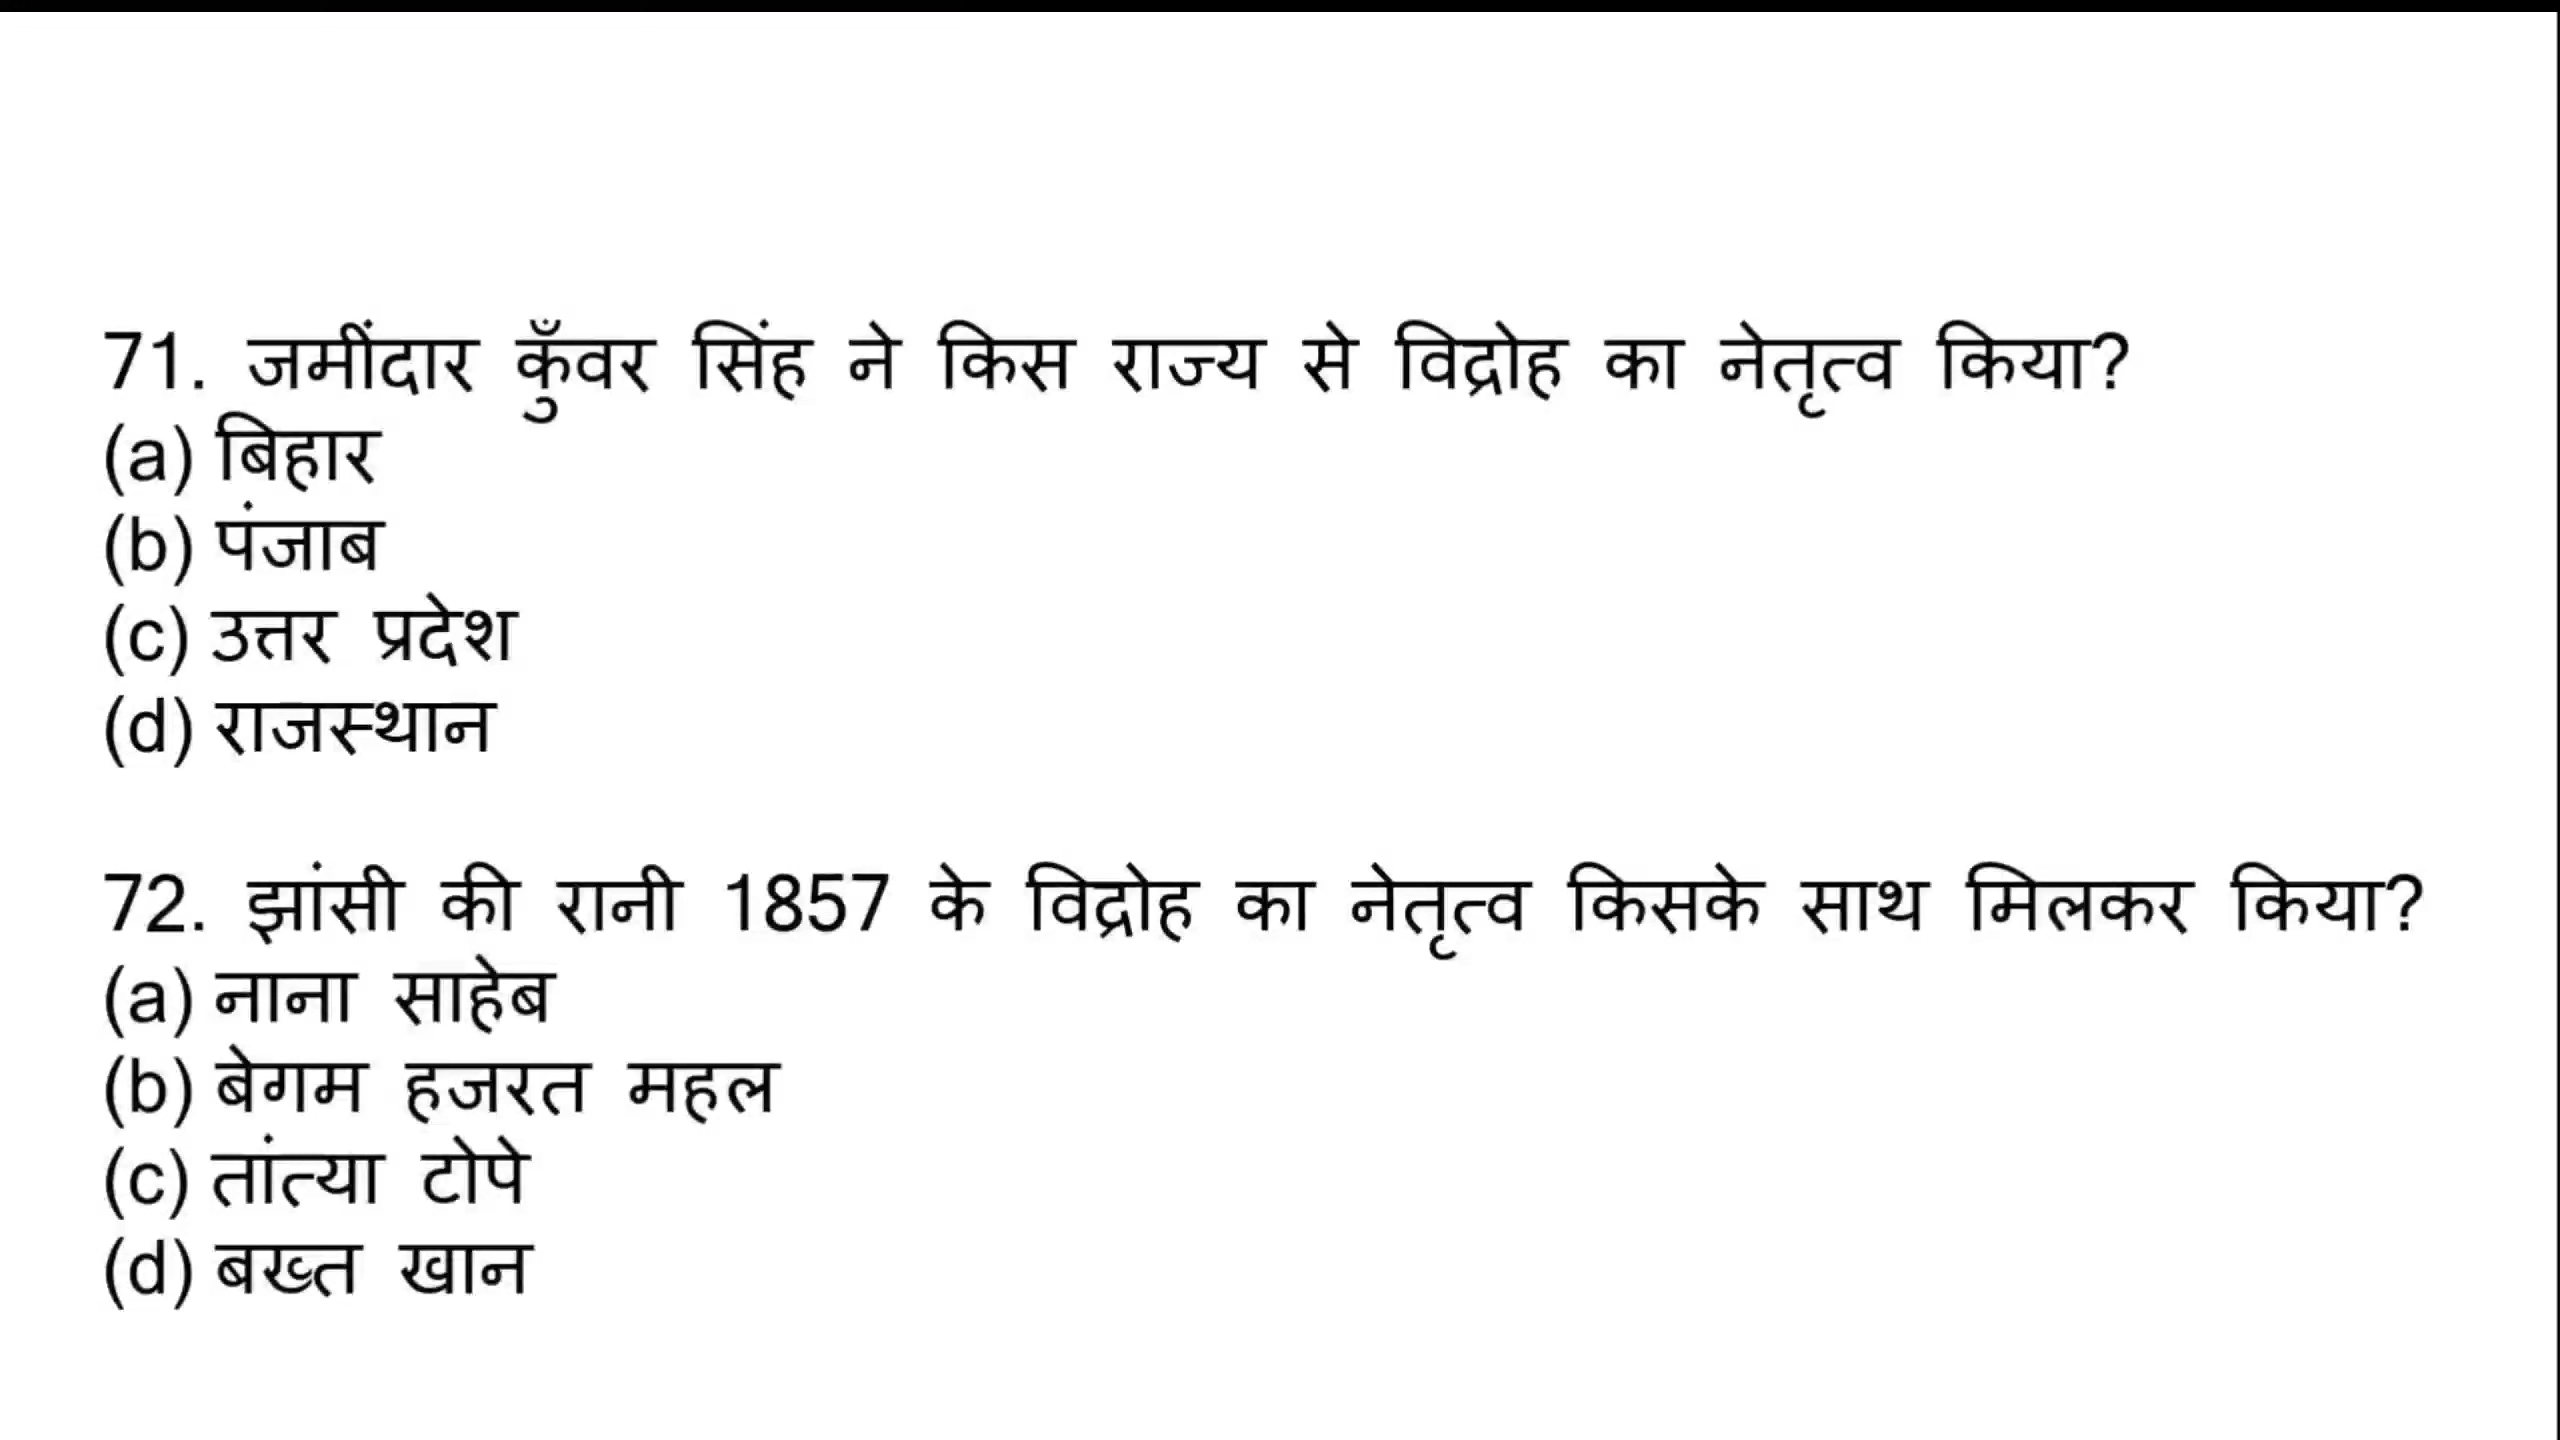 71. जमींदार कुँवर सिंह ने किस राज्य से विद्रोह का नेतृत्व किया?
(a) बिहार
(b) पंजाब
(c) उत्तर प्रदेश
(d) राजस्थान
72. झांसी की रानी 1857 के विद्रोह का नेतृत्व किसके साथ मिलकर किया?
(a) नाना साहेब
(b) बेगम हजरत महल
(c) तांत्या टोपे
(d) बख्त खान